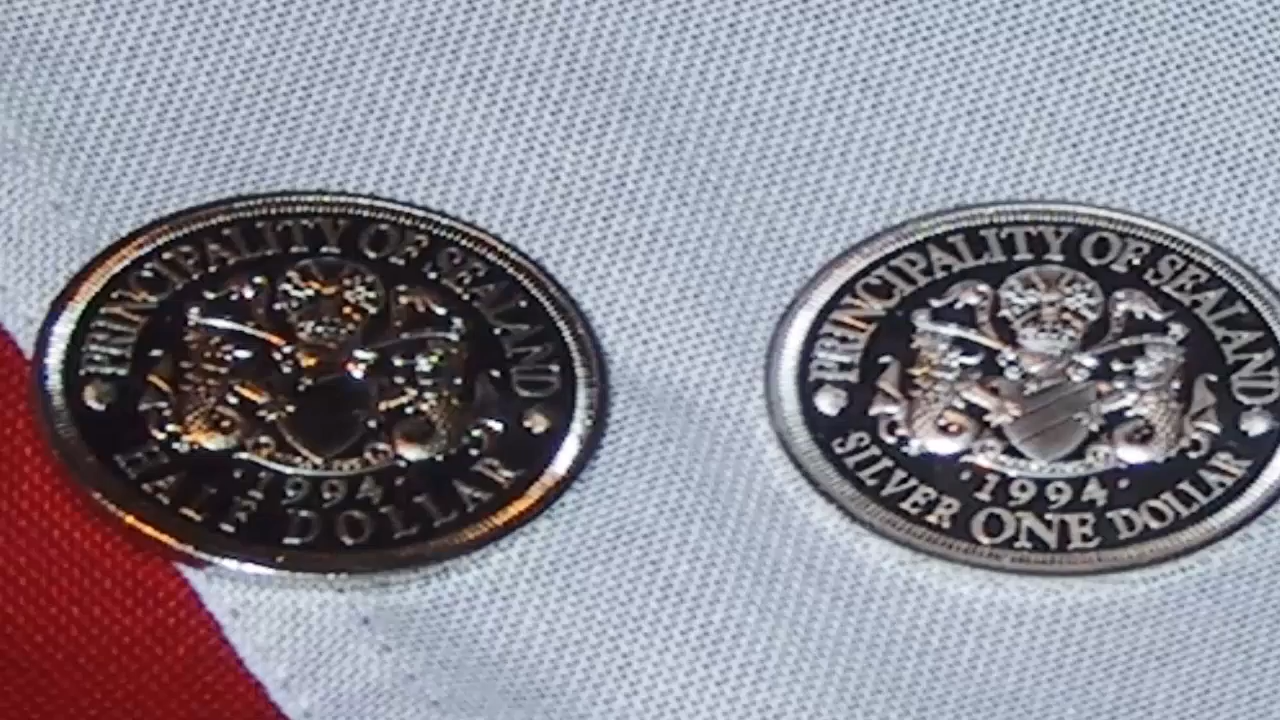 PRINCIPALITY OF SEALAND
· 1994 ·
HALF DOLLAR
PRINCIPALITY OF SEALAND
· 1994 ·
SILVER ONE DOLLAR